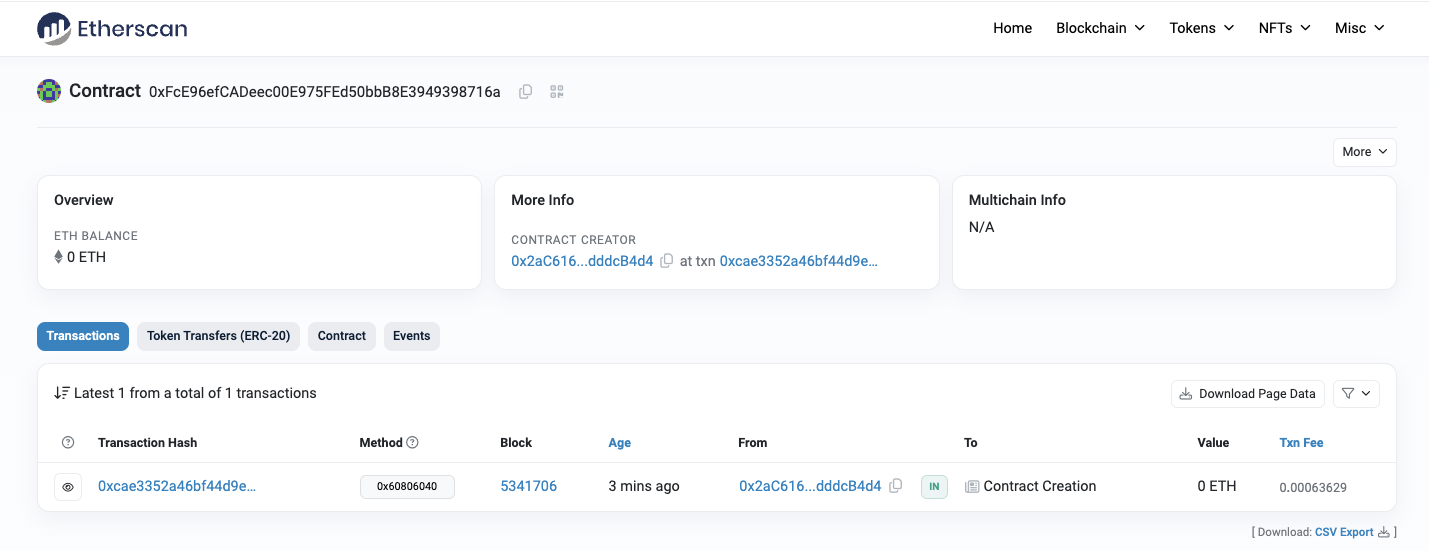 Etherscan
Home Blockchain Tokens NFTs Misc
Contract 0xFcE96efCADeec00E975FEd50bbB8E3949398716a
More
Overview
ETH BALANCE
0 ETH
More Info
CONTRACT CREATOR
0x2aC616...dddcB4d4 at txn 0xcae3352a46bf44d9e...
Multichain Info
N/A
Transactions Token Transfers (ERC-20) Contract Events
Latest 1 from a total of 1 transactions
Download Page Data
Transaction Hash Method Block Age From To Value Txn Fee
0xcae3352a46bf44d9e... 0x60806040 5341706 3 mins ago 0x2aC616...dddcB4d4 IN Contract Creation 0 ETH 0.00063629
[ Download: CSV Export ]